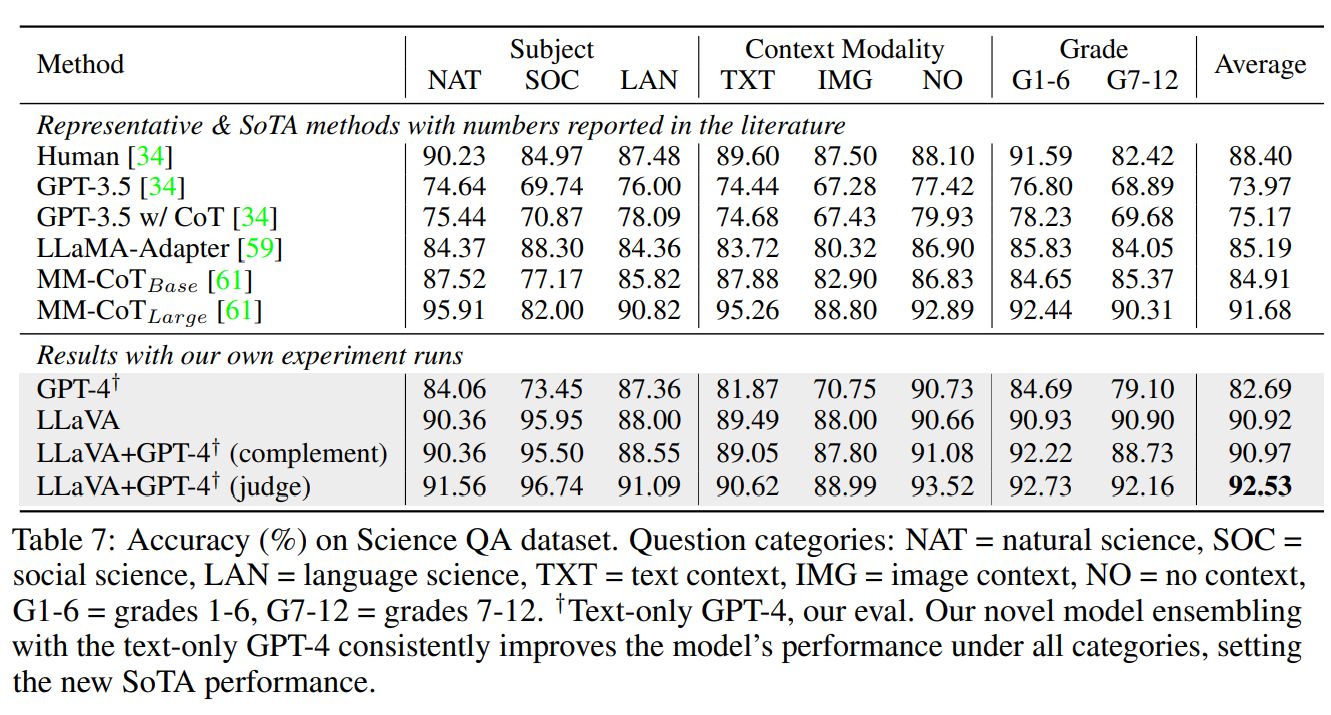 Method Subject Context Modality Grade Average
NAT SOC LAN TXT IMG NO G1-6 G7-12
Representative & SoTA methods with numbers reported in the literature
Human [34] 90.23 84.97 87.48 89.60 87.50 88.10 91.59 82.42 88.40
GPT-3.5 [34] 74.64 69.74 76.00 74.44 67.28 77.42 76.80 68.89 73.97
GPT-3.5 w/ CoT [34] 75.44 70.87 78.09 74.68 67.43 79.93 78.23 69.68 75.17
LLaMA-Adapter [59] 84.37 88.30 84.36 83.72 80.32 86.90 85.83 84.05 85.19
MM-CoT Base [61] 87.52 77.17 85.82 87.88 82.90 86.83 84.65 85.37 84.91
MM-CoT Large [61] 95.91 82.00 90.82 95.26 88.80 92.89 92.44 90.31 91.68
Results with our own experiment runs
GPT-4† 84.06 73.45 87.36 81.87 70.75 90.73 84.69 79.10 82.69
LLaVA 90.36 95.95 88.00 89.49 88.00 90.66 90.93 90.90 90.92
LLaVA+GPT-4† (complement) 90.36 95.50 88.55 89.05 87.80 91.08 92.22 88.73 90.97
LLaVA+GPT-4† (judge) 91.56 96.74 91.09 90.62 88.99 93.52 92.73 92.16 92.53
Table 7: Accuracy (%) on Science QA dataset. Question categories: NAT = natural science, SOC =
social science, LAN = language science, TXT = text context, IMG = image context, NO = no context,
G1-6 = grades 1-6, G7-12 = grades 7-12. †Text-only GPT-4, our eval. Our novel model ensembling
with the text-only GPT-4 consistently improves the model's performance under all categories, setting
the new SoTA performance.